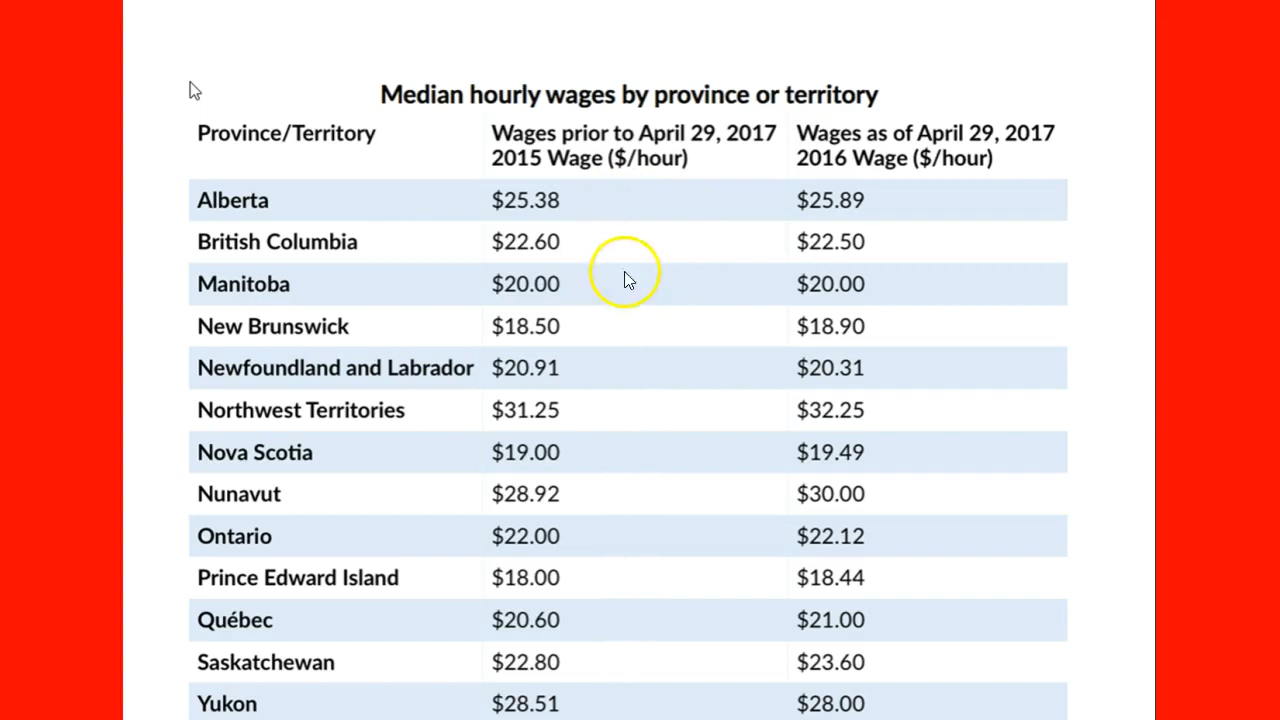 Median hourly wages by province or territory
Province/Territory Wages prior to April 29, 2017 Wages as of April 29, 2017
2015 Wage ($/hour) 2016 Wage ($/hour)
Alberta $25.38 $25.89
British Columbia $22.60 $22.50
Manitoba $20.00 $20.00
New Brunswick $18.50 $18.90
Newfoundland and Labrador $20.91 $20.31
Northwest Territories $31.25 $32.25
Nova Scotia $19.00 $19.49
Nunavut $28.92 $30.00
Ontario $22.00 $22.12
Prince Edward Island $18.00 $18.44
Québec $20.60 $21.00
Saskatchewan $22.80 $23.60
Yukon $28.51 $28.00